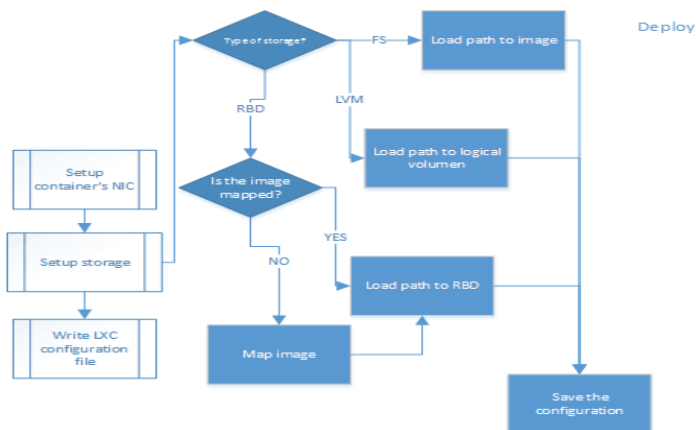 Deploy
Type of storage?
FS
Load path to image
LVM
RBD
Load path to logical
volumen
Setup
container's NIC
Is the image
mapped?
YES
Setup storage
NO
Load path to RBD
Write LXC
configuration
file
Map image
Save the
configuration